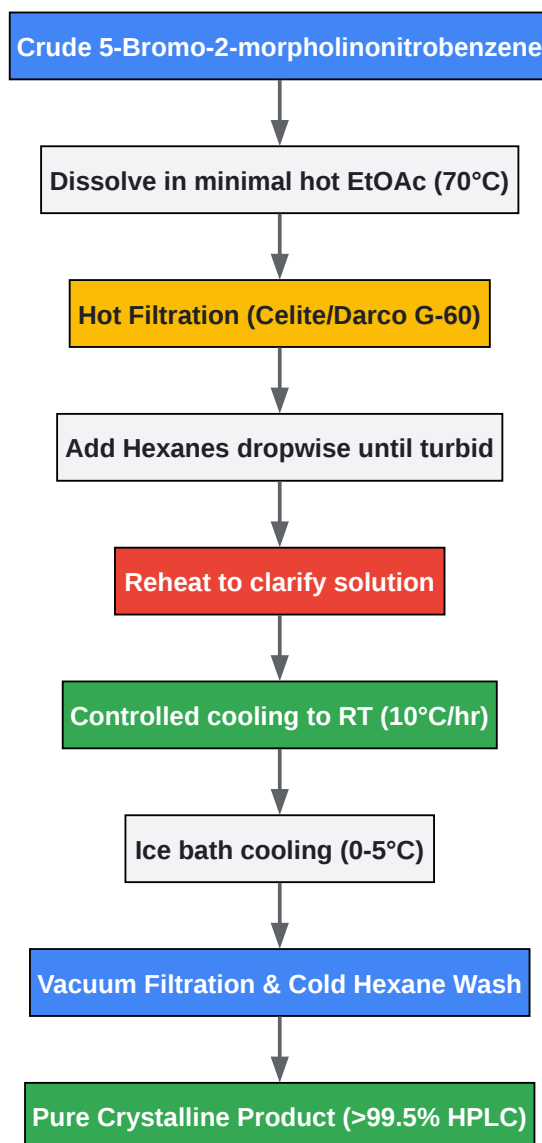 Crude 5-Bromo-2-morpholinonitrobenzene
Dissolve in minimal hot EtOAc (70°C)
Hot Filtration (Celite/Darco G-60)
Add Hexanes dropwise until turbid
Reheat to clarify solution
Controlled cooling to RT (10°C/hr)
Ice bath cooling (0-5°C)
Vacuum Filtration & Cold Hexane Wash
Pure Crystalline Product (>99.5% HPLC)